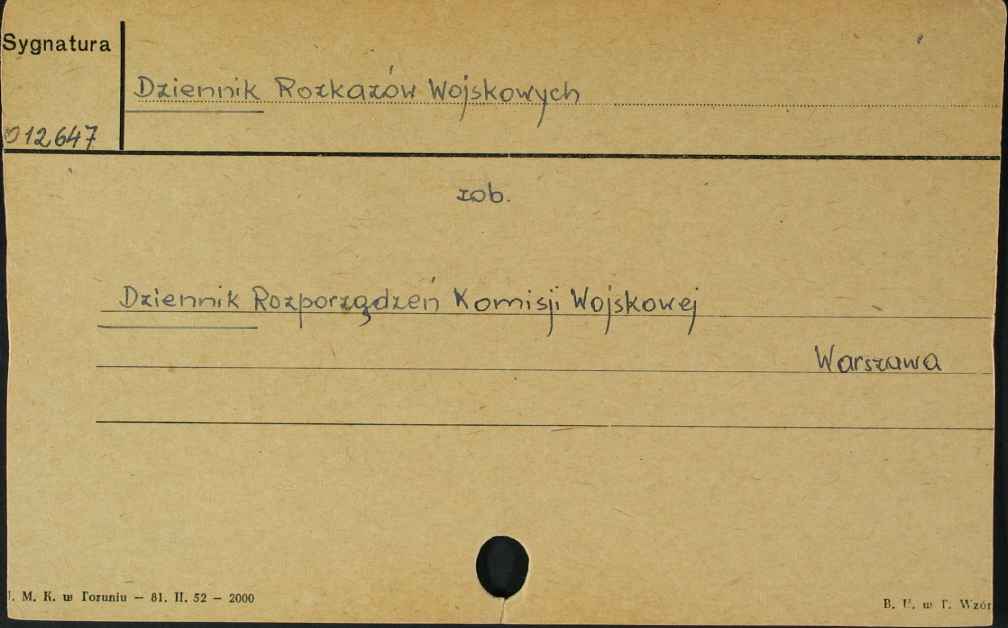 Sygnatura
Dziennik Rozkazów Wojskowych
012647
zob.
Dziennik Rozporządzeń Komisji Wojskowej
Warszawa
. M. K. w Toruniu — 81. II. 52 — 2000
B. U. w T. Wzór